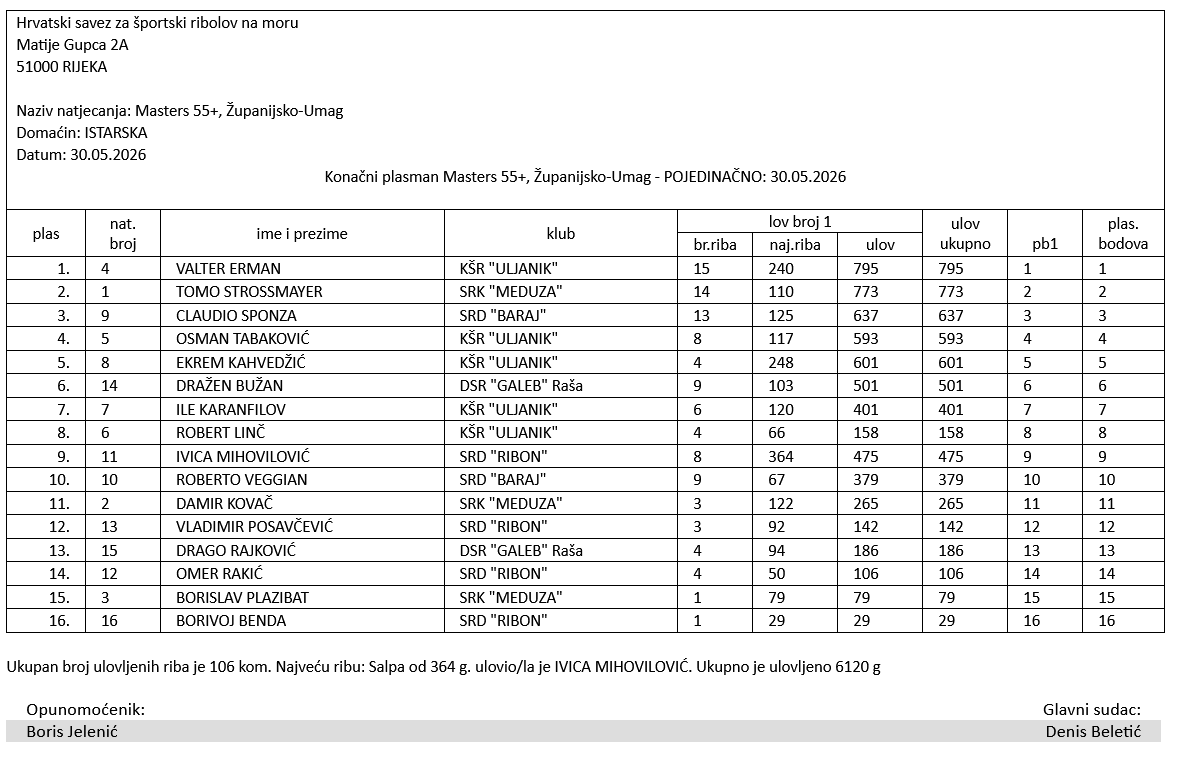 Hrvatski savez za športski ribolov na moru
Matije Gupca 2A
51000 RIJEKA
Naziv natjecanja: Masters 55+, Županijsko-Umag
Domaćin: ISTARSKA
Datum: 30.05.2026
Konačni plasman Masters 55+, Županijsko-Umag - POJEDINAČNO: 30.05.2026
plas nat. broj ime i prezime klub lov broj 1 ulov ukupno pb1 plas. bodova
br.riba naj.riba ulov
1. 4 VALTER ERMAN KŠR "ULJANIK" 15 240 795 795 1 1
2. 1 TOMO STROSSMAYER SRK "MEDUZA" 14 110 773 773 2 2
3. 9 CLAUDIO SPONZA SRD "BARAJ" 13 125 637 637 3 3
4. 5 OSMAN TABAKOVIĆ KŠR "ULJANIK" 8 117 593 593 4 4
5. 8 EKREM KAHVEDŽIĆ KŠR "ULJANIK" 4 248 601 601 5 5
6. 14 DRAŽEN BUŽAN DSR "GALEB" Raša 9 103 501 501 6 6
7. 7 ILE KARANFILOV KŠR "ULJANIK" 6 120 401 401 7 7
8. 6 ROBERT LINČ KŠR "ULJANIK" 4 66 158 158 8 8
9. 11 IVICA MIHOVILOVIĆ SRD "RIBON" 8 364 475 475 9 9
10. 10 ROBERTO VEGGIAN SRD "BARAJ" 9 67 379 379 10 10
11. 2 DAMIR KOVAČ SRK "MEDUZA" 3 122 265 265 11 11
12. 13 VLADIMIR POSAVČEVIĆ SRD "RIBON" 3 92 142 142 12 12
13. 15 DRAGO RAJKOVIĆ DSR "GALEB" Raša 4 94 186 186 13 13
14. 12 OMER RAKIĆ SRD "RIBON" 4 50 106 106 14 14
15. 3 BORISLAV PLAZIBAT SRK "MEDUZA" 1 79 79 79 15 15
16. 16 BORIVOJ BENDA SRD "RIBON" 1 29 29 29 16 16
Ukupan broj ulovljenih riba je 106 kom. Najveću ribu: Salpa od 364 g. ulovio/la je IVICA MIHOVILOVIĆ. Ukupno je ulovljeno 6120 g
Opunomoćenik: Glavni sudac:
Boris Jelenić Denis Beletić